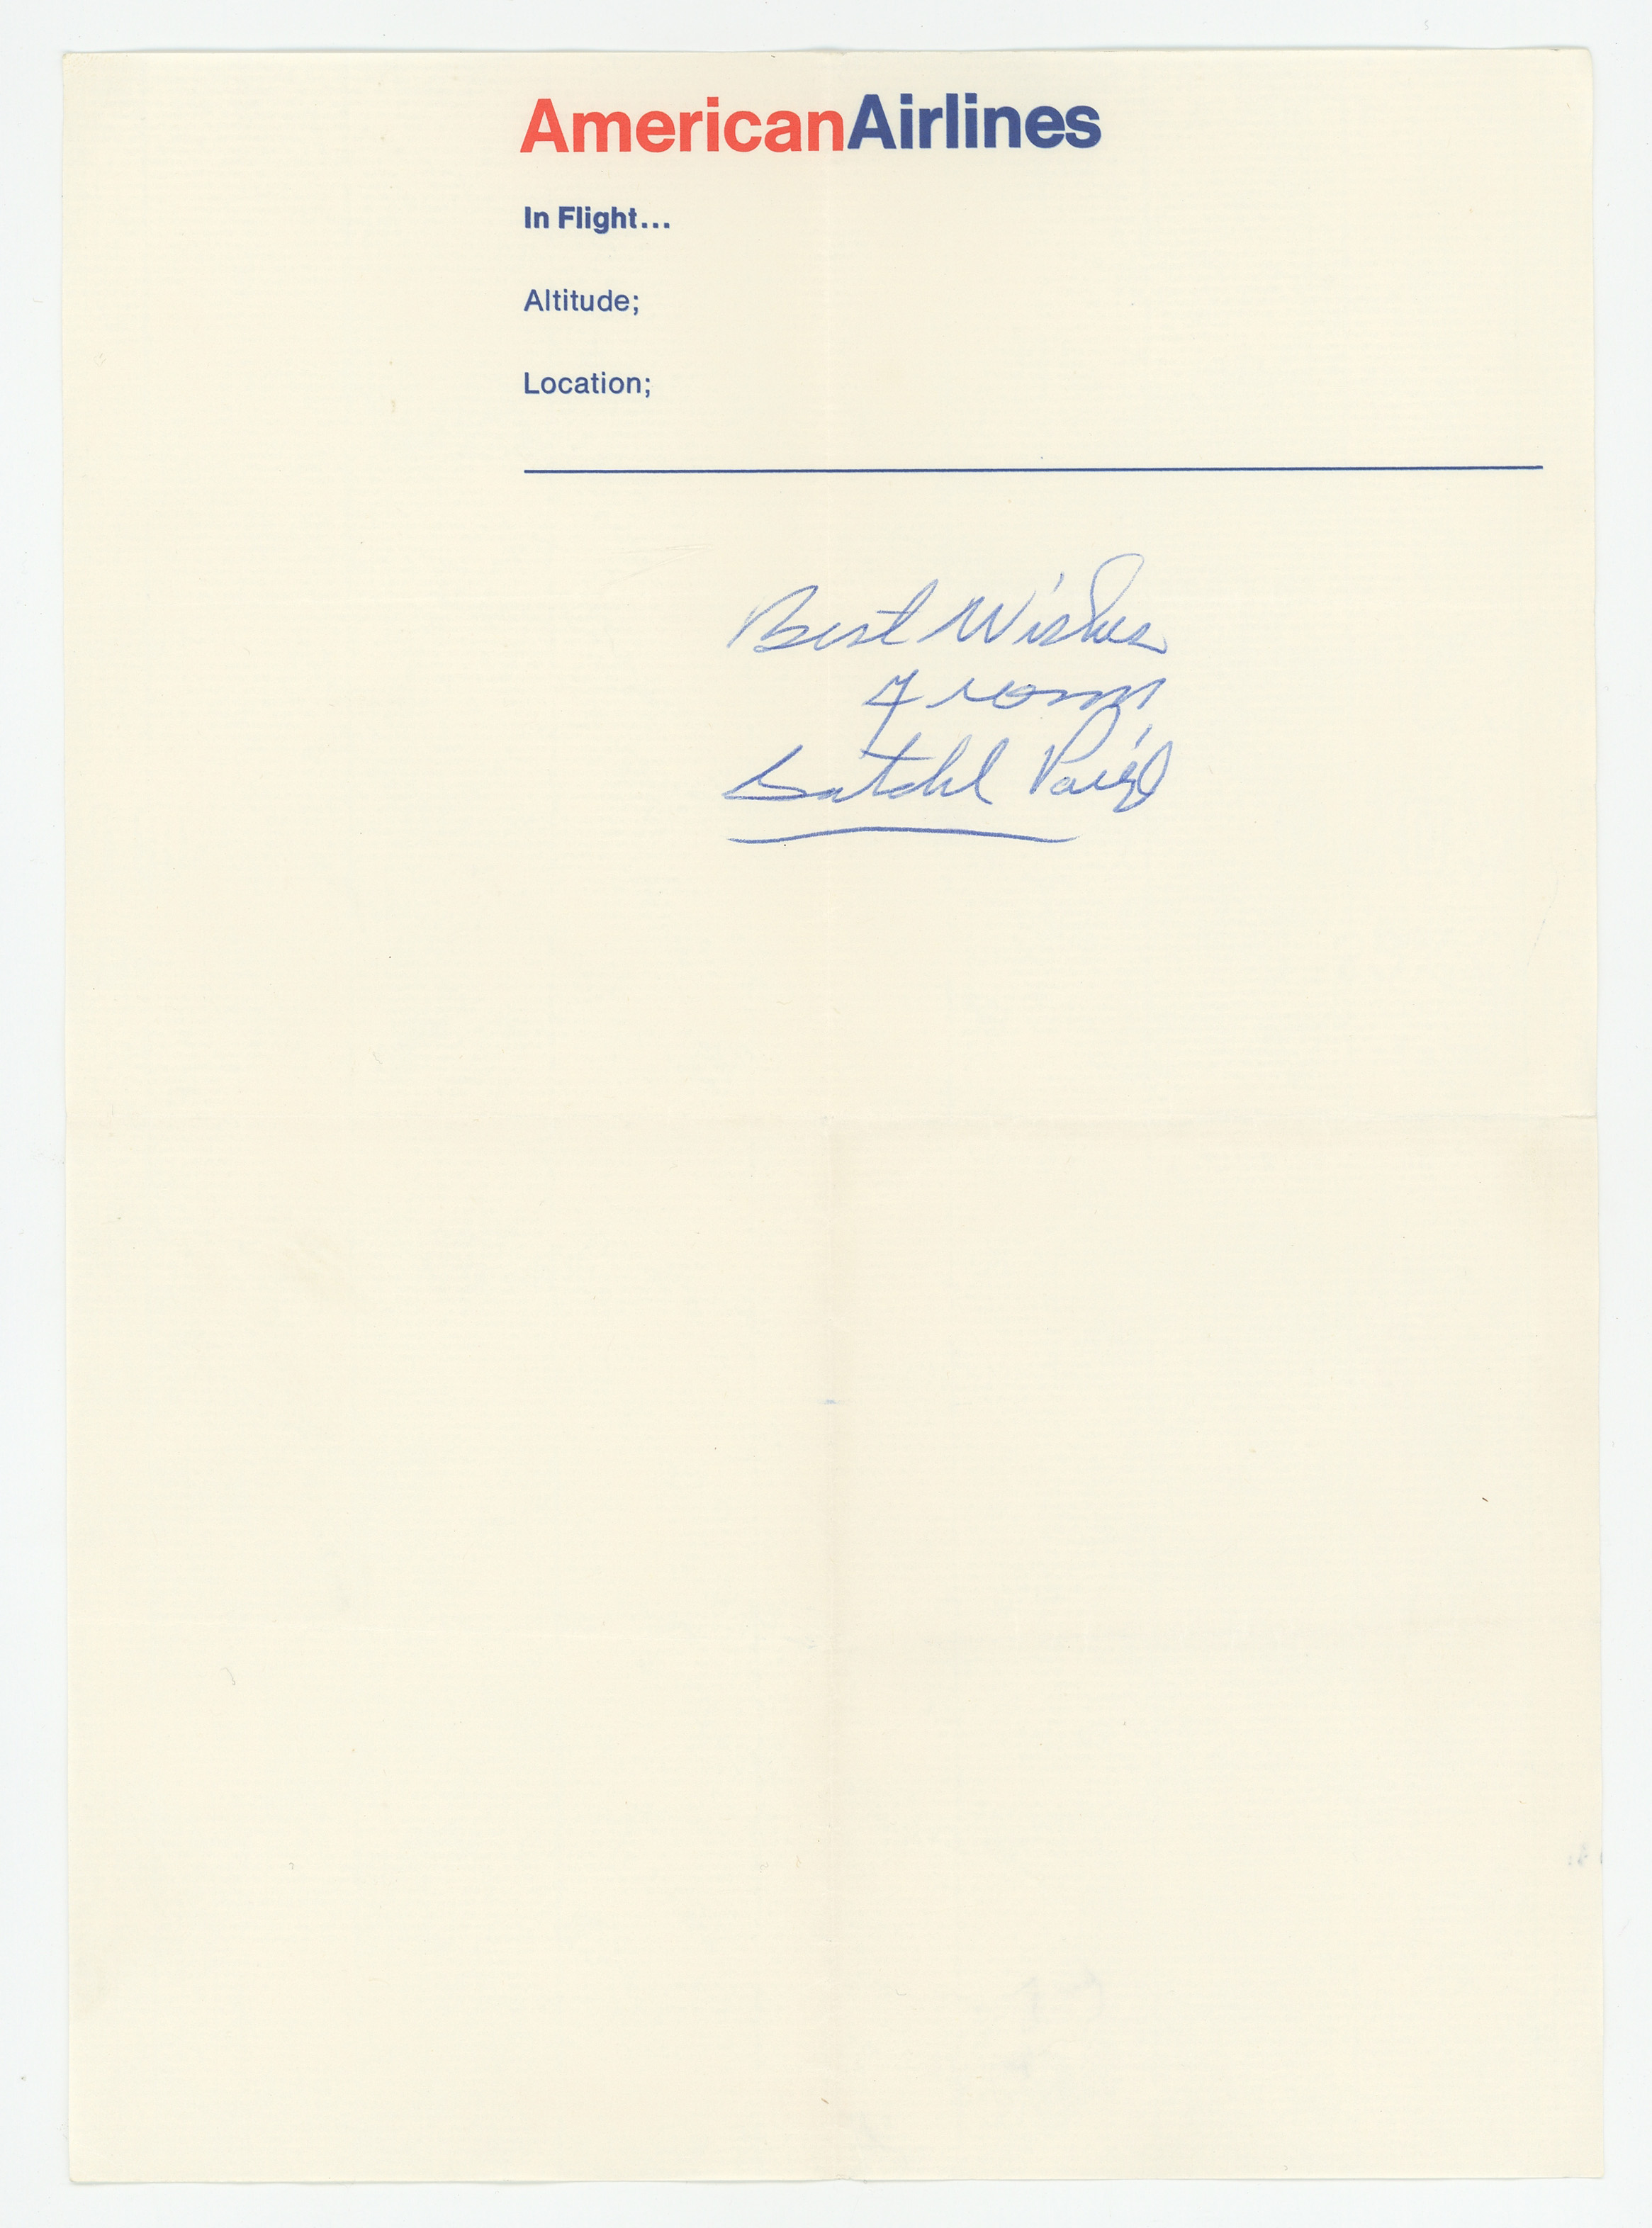 AmericanAirlines
In Flight...
Altitude;
Location;
Best Wishes
From
Satchel Paige